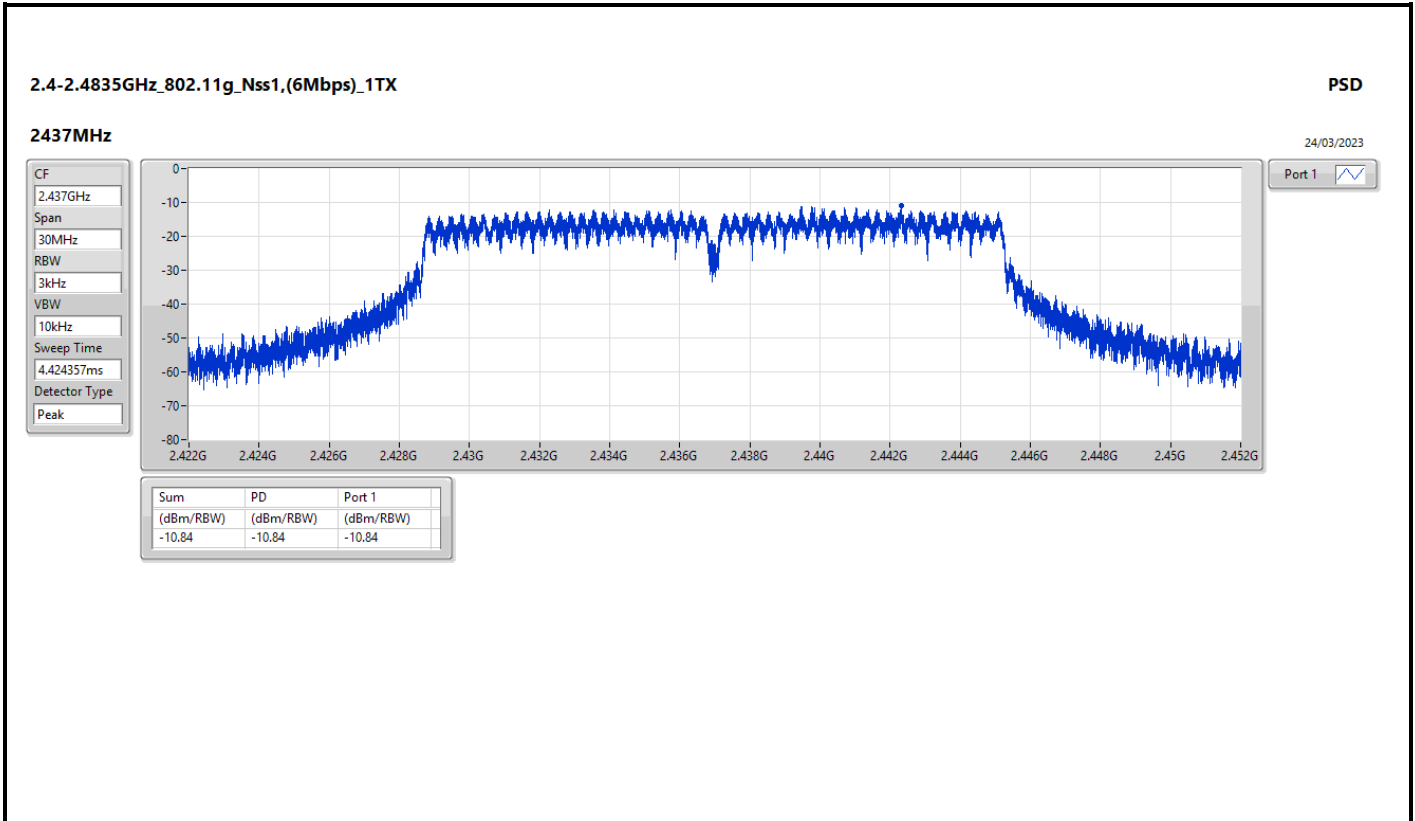 2.4-2.4835GHz_802.11g_Nss1,(6Mbps)_1TX
PSD
2437MHz
24/03/2023
CF
2.437GHz
Span
30MHz
RBW
3kHz
VBW
10kHz
Sweep Time
4.424357ms
Detector Type
Peak
Port 1
0
-10
-20
-30
-40
-50
-60
-70
-80
2.422G 2.424G 2.426G 2.428G 2.43G 2.432G 2.434G 2.436G 2.438G 2.44G 2.442G 2.444G 2.446G 2.448G 2.45G 2.452G
Sum PD Port 1
(dBm/RBW) (dBm/RBW) (dBm/RBW)
-10.84 -10.84 -10.84